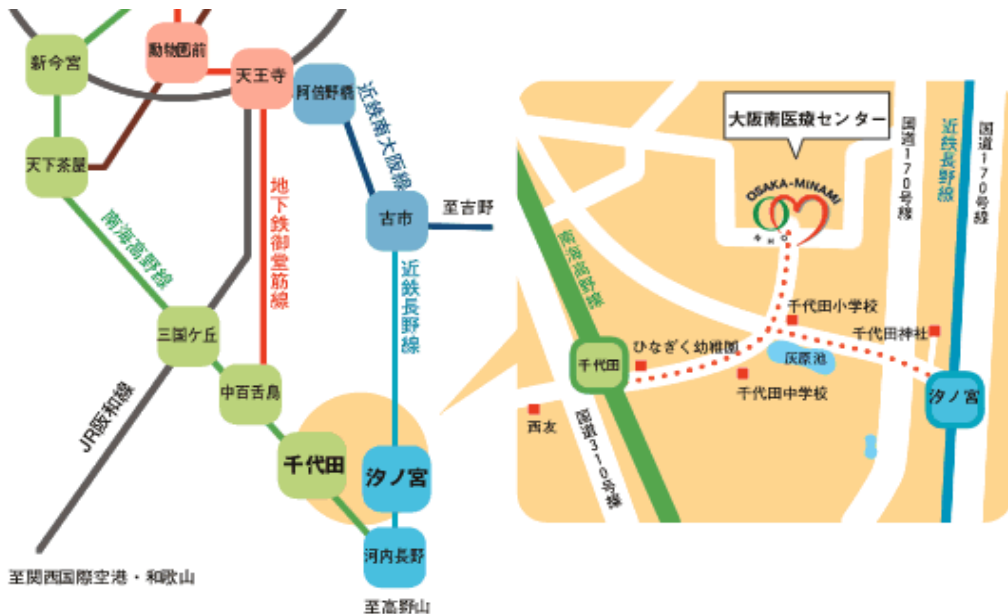 新今宮
動物園前
天王寺
阿倍野橋
近鉄南大阪線
天下茶屋
地下鉄御堂筋線
古市
至吉野
南海高野線
近鉄長野線
三国ケ丘
中百舌鳥
JR阪和線
千代田
汐ノ宮
河内長野
至関西国際空港・和歌山
至高野山
大阪南医療センター
国道170号線
近鉄長野線
国道170号線
OSAKA-MINAMI
NHO
南海高野線
千代田小学校
千代田神社
ひなぎく幼稚園
灰原池
千代田
千代田中学校
汐ノ宮
西友
国道310号線